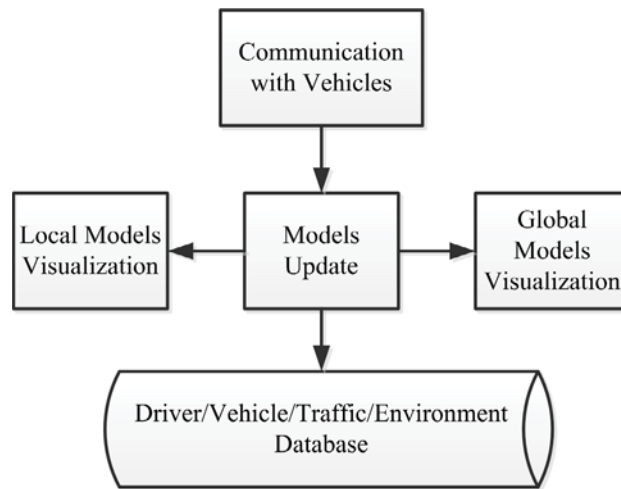 Communication
with Vehicles
Local Models
Visualization
Models
Update
Global
Models
Visualization
Driver/Vehicle/Traffic/Environment
Database